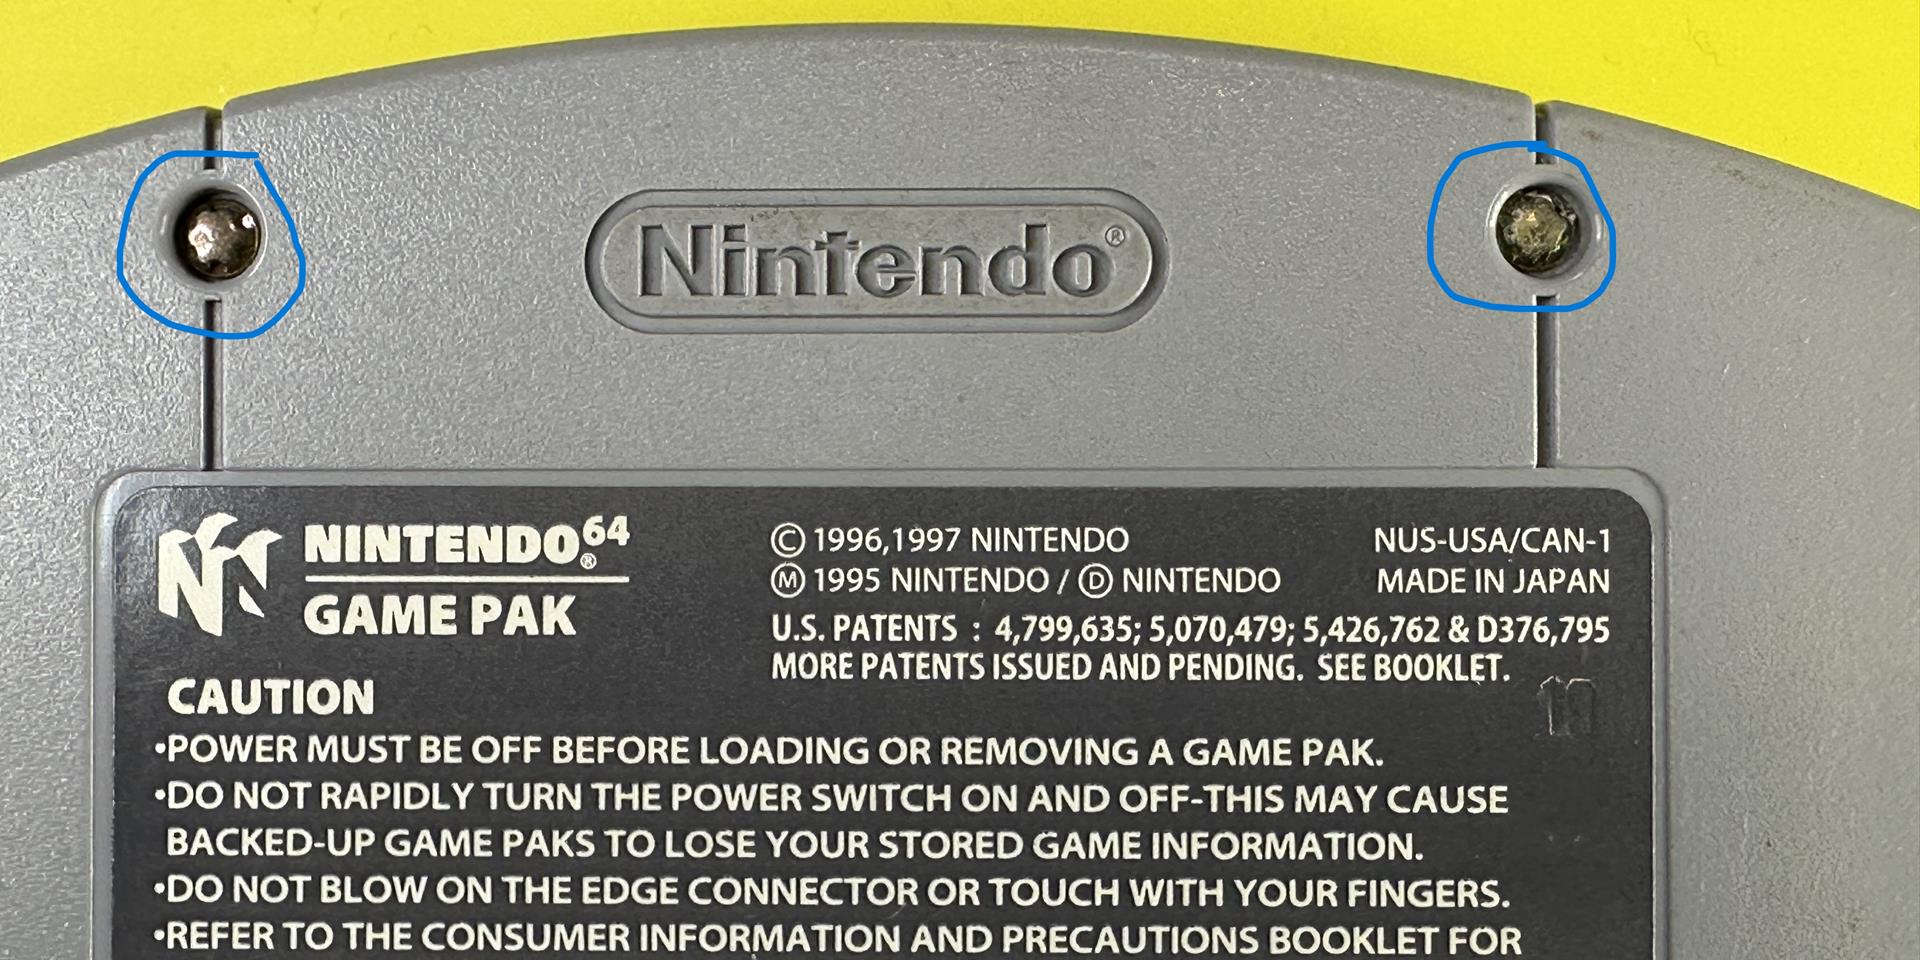 Nintendo®
NINTENDO⁶⁴®
GAME PAK
© 1996,1997 NINTENDO
Ⓜ 1995 NINTENDO / Ⓓ NINTENDO
NUS-USA/CAN-1
MADE IN JAPAN
U.S. PATENTS : 4,799,635; 5,070,479; 5,426,762 & D376,795
MORE PATENTS ISSUED AND PENDING. SEE BOOKLET.
CAUTION
•POWER MUST BE OFF BEFORE LOADING OR REMOVING A GAME PAK.
•DO NOT RAPIDLY TURN THE POWER SWITCH ON AND OFF-THIS MAY CAUSE
BACKED-UP GAME PAKS TO LOSE YOUR STORED GAME INFORMATION.
•DO NOT BLOW ON THE EDGE CONNECTOR OR TOUCH WITH YOUR FINGERS.
•REFER TO THE CONSUMER INFORMATION AND PRECAUTIONS BOOKLET FOR